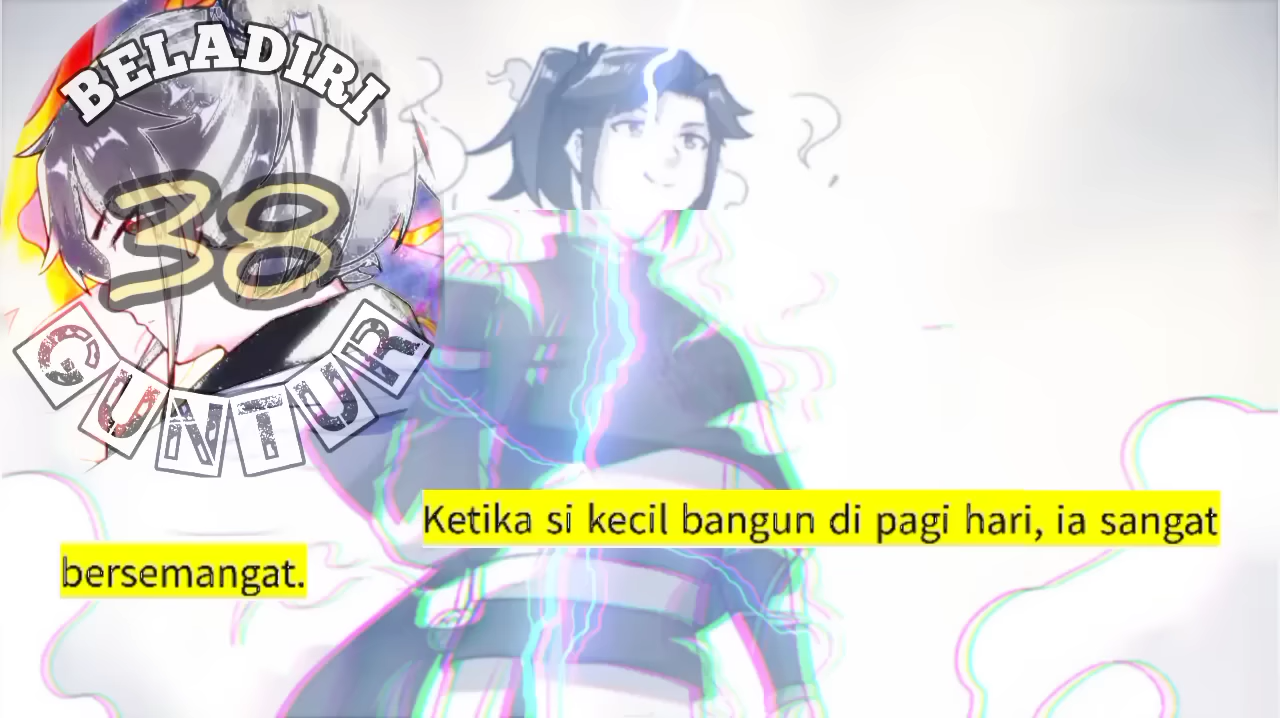 BELADIRI
38
GUNTUR
Ketika si kecil bangun di pagi hari, ia sangat
bersemangat.